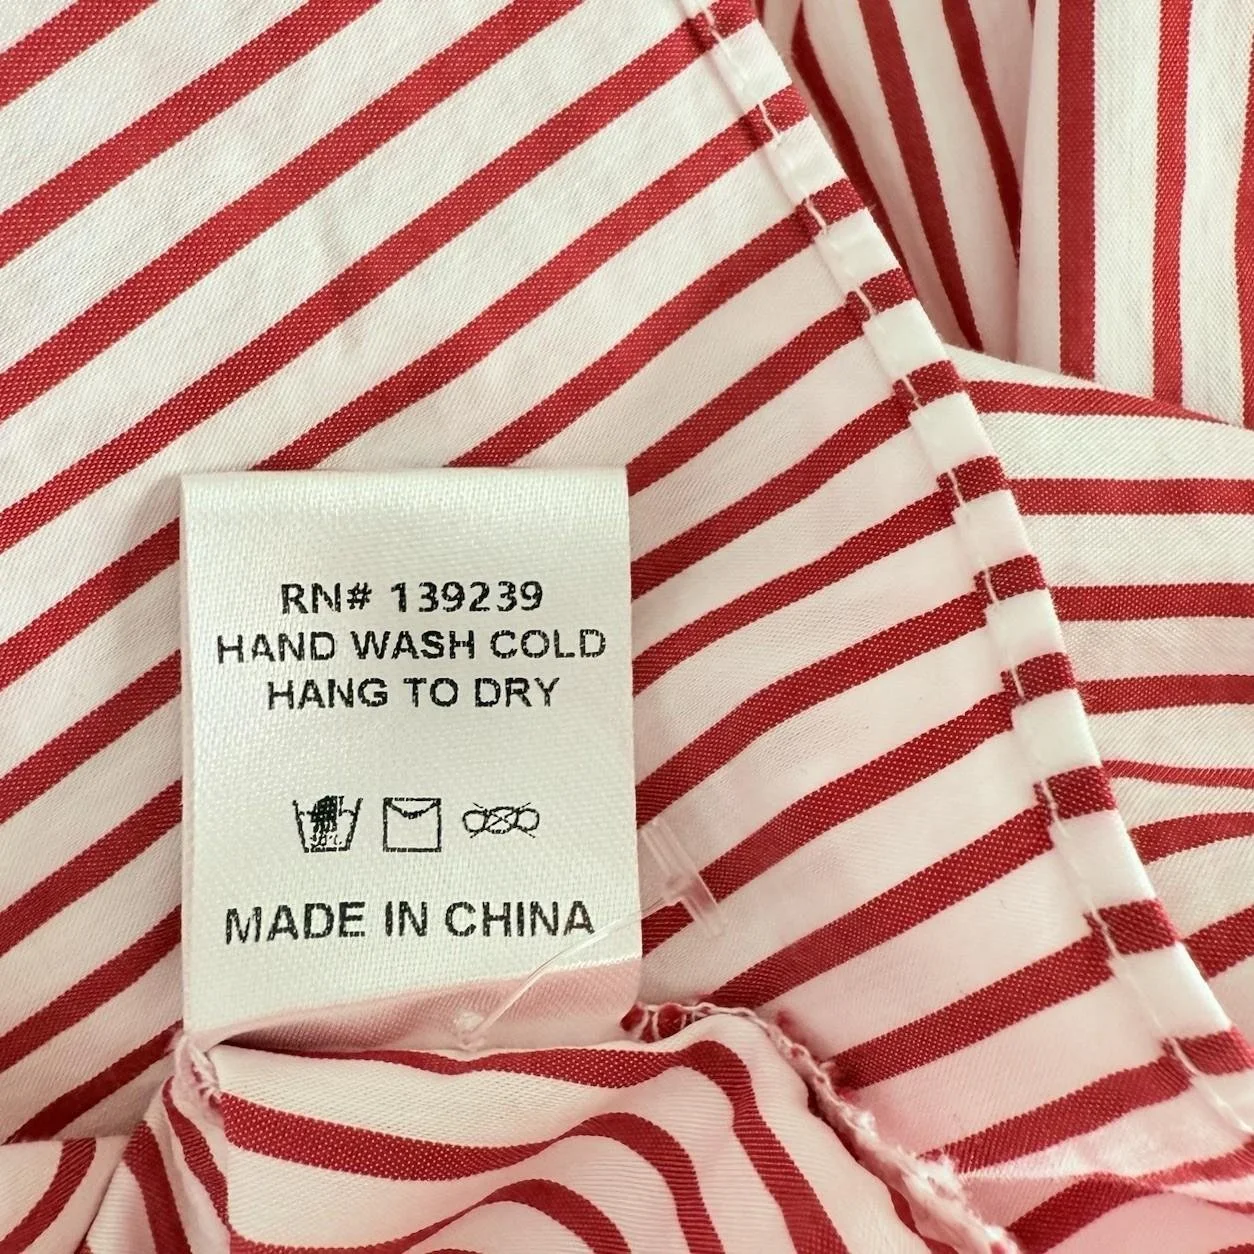 RN# 139239
HAND WASH COLD
HANG TO DRY
MADE IN CHINA